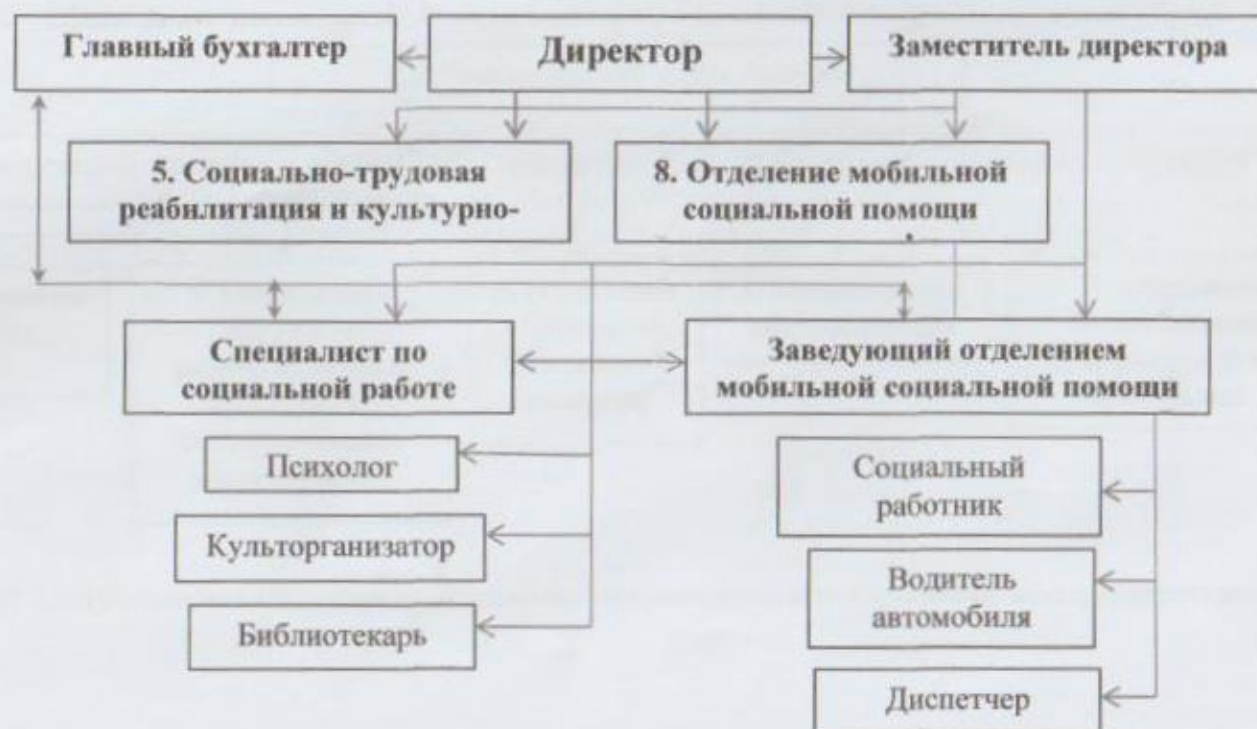 Главный бухгалтер
Директор
Заместитель директора
5. Социально-трудовая
реабилитация и культурно-
8. Отделение мобильной
социальной помощи
Специалист по
социальной работе
Заведующий отделением
мобильной социальной помощи
Психолог
Культорганизатор
Библиотекарь
Социальный
работник
Водитель
автомобиля
Диспетчер